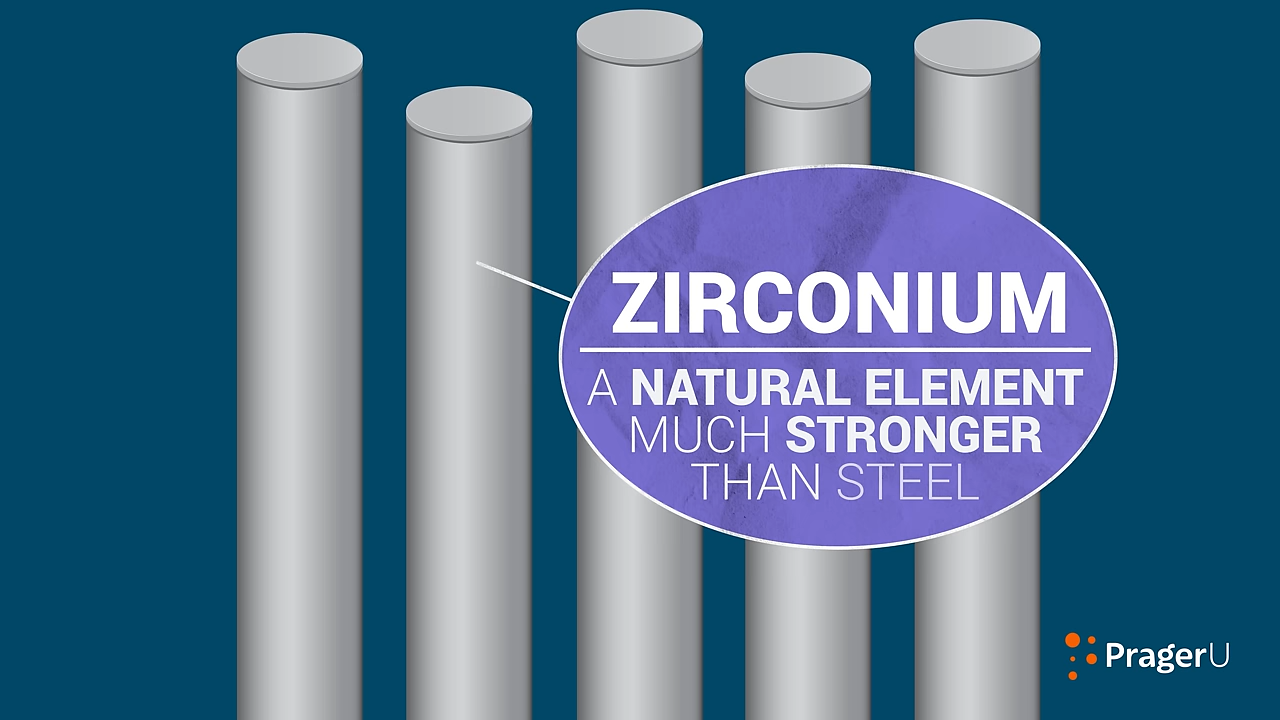 ZIRCONIUM
A NATURAL ELEMENT
MUCH STRONGER
THAN STEEL
PragerU